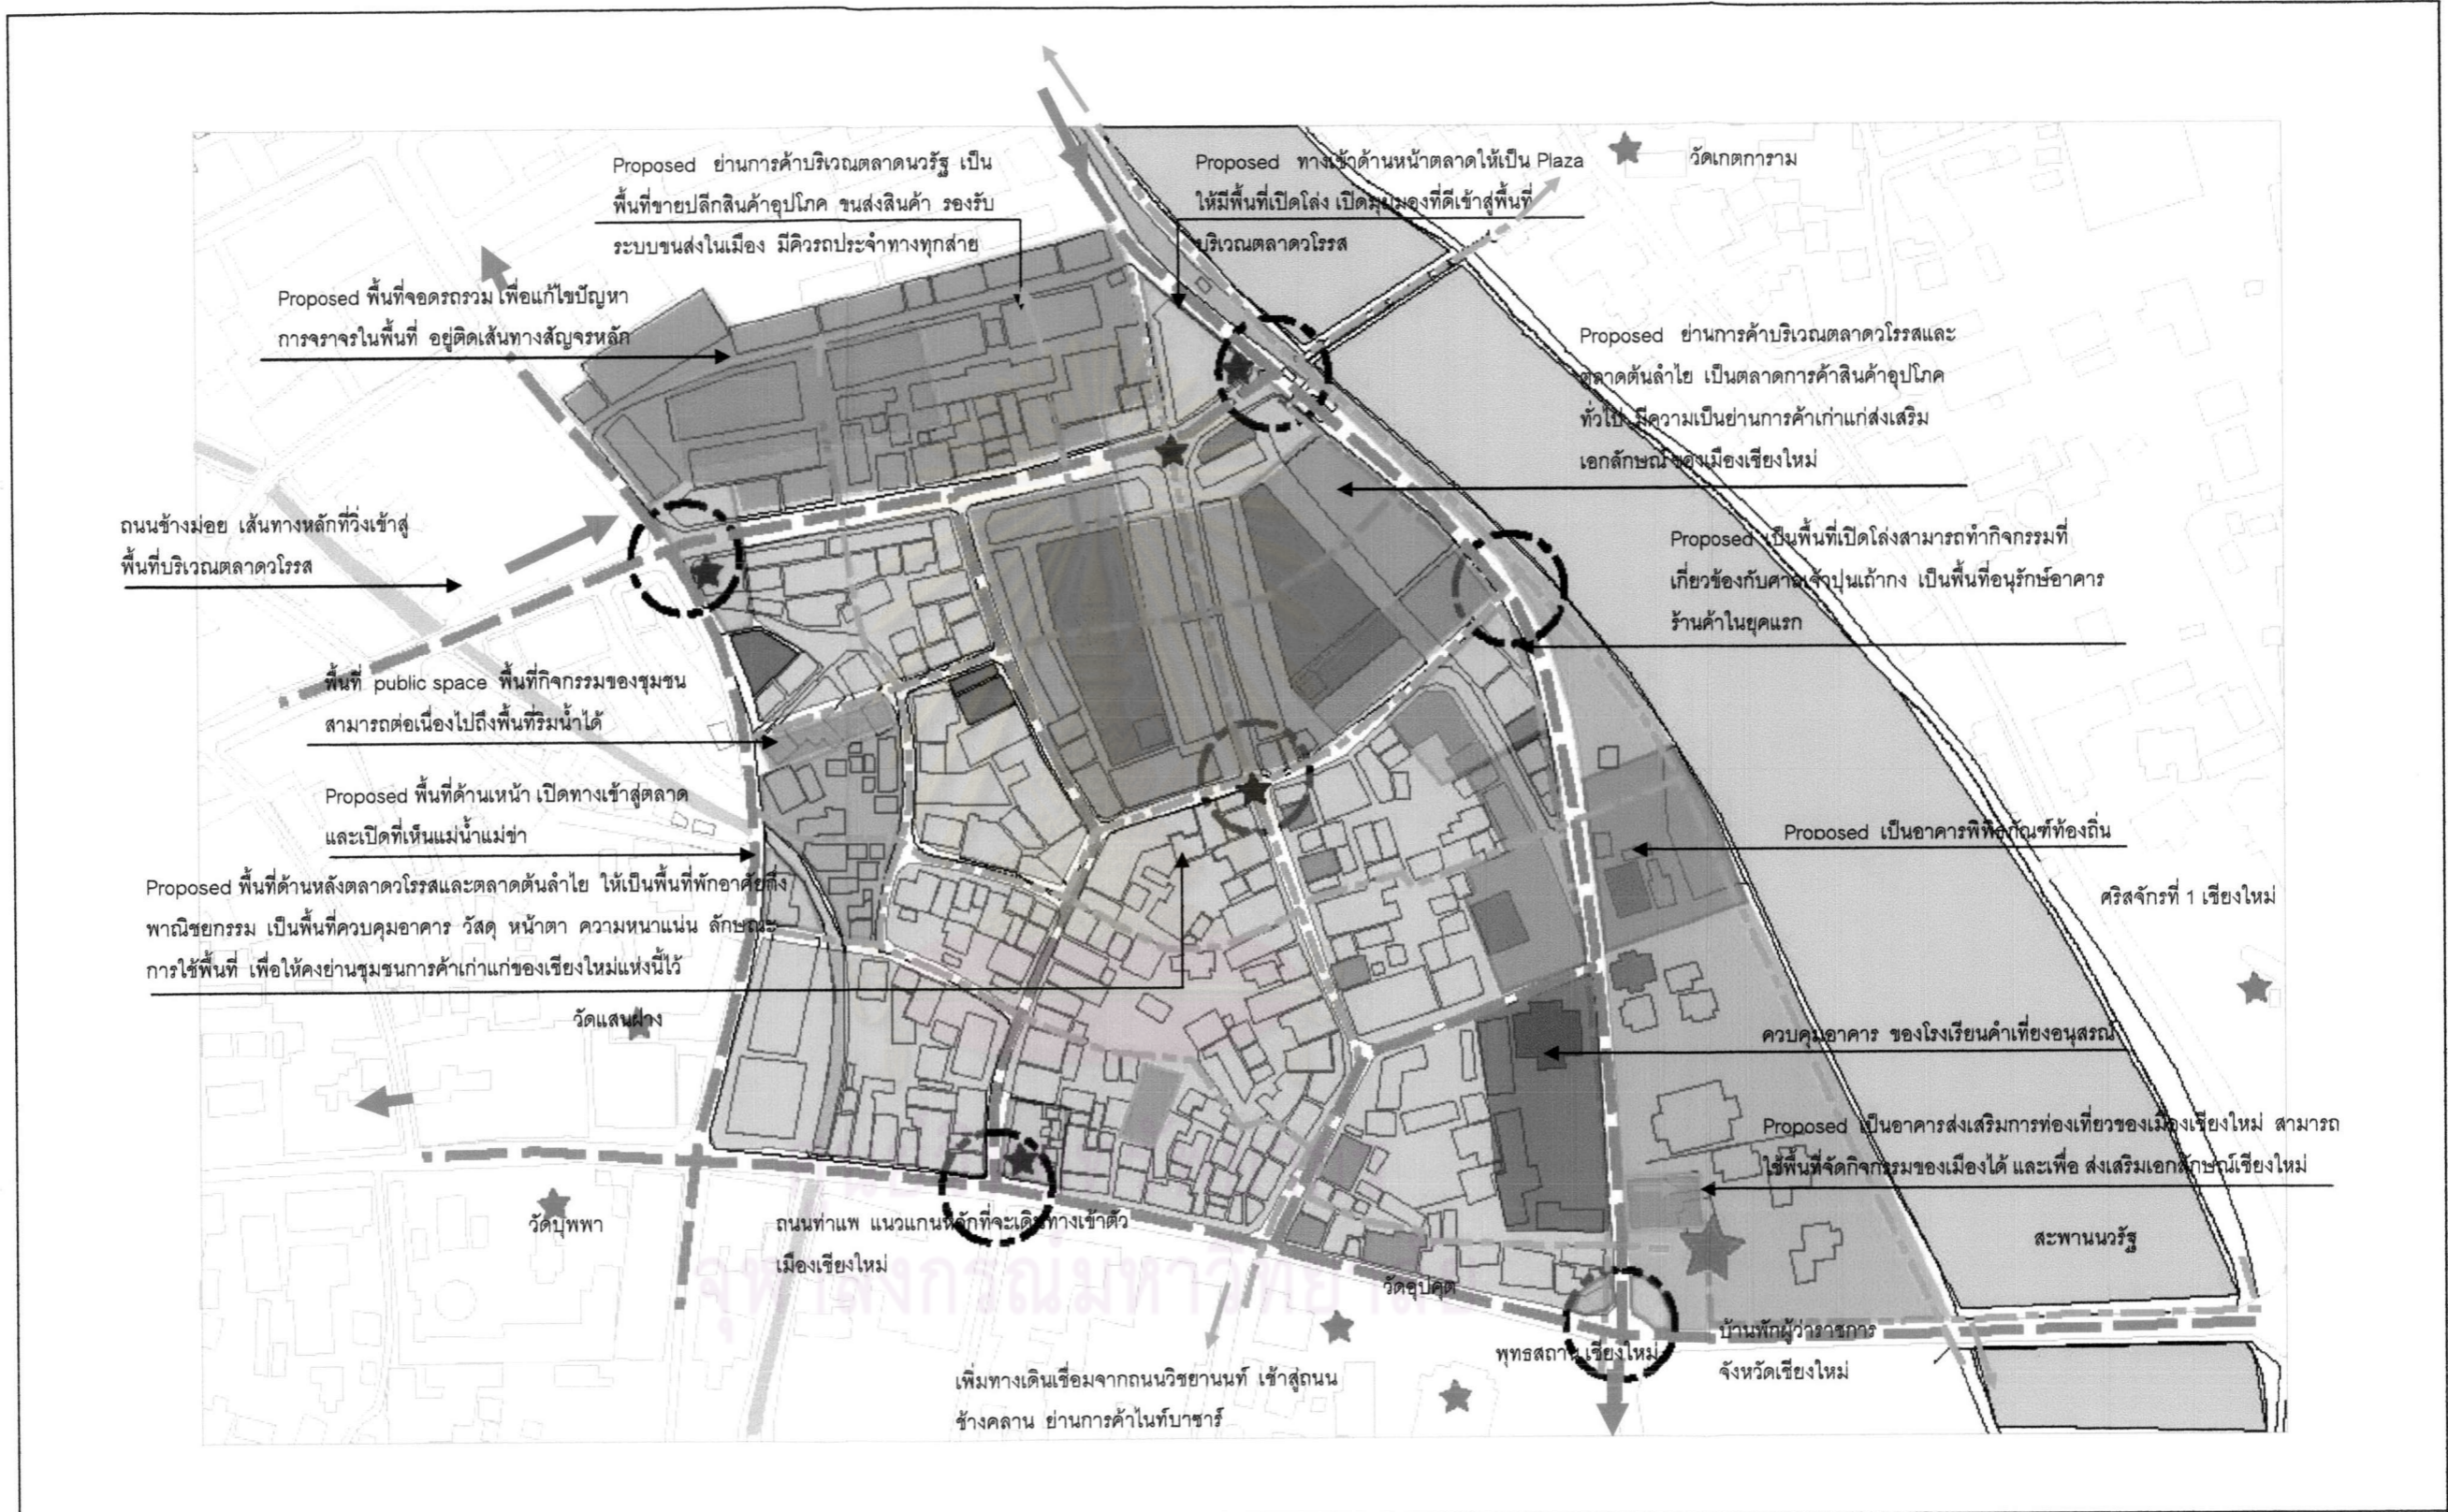 Proposed ย่านการค้าบริเวณตลาดนวรัฐ เป็น
พื้นที่ขายปลีกสินค้าอุปโภค ขนส่งสินค้า รองรับ
ระบบขนส่งในเมือง มีคิวรถประจำทางทุกสาย
Proposed ทางเข้าด้านหน้าตลาดให้เป็น Plaza
ให้มีพื้นที่เปิดโล่ง เปิดมุมมองที่ดีเข้าสู่พื้นที่
บริเวณตลาดวโรรส
วัดเกตการาม
Proposed พื้นที่จอดรถรวม เพื่อแก้ไขปัญหา
การจราจรในพื้นที่ อยู่ติดเส้นทางสัญจรหลัก
Proposed ย่านการค้าบริเวณตลาดวโรรสและ
ตลาดต้นลำไย เป็นตลาดการค้าสินค้าอุปโภค
ทั่วไป มีความเป็นย่านการค้าเก่าแก่ส่งเสริม
เอกลักษณ์ของเมืองเชียงใหม่
ถนนช้างม่อย เส้นทางหลักที่วิ่งเข้าสู่
พื้นที่บริเวณตลาดวโรรส
Proposed เป็นพื้นที่เปิดโล่งสามารถทำกิจกรรมที่
เกี่ยวข้องกับศาลเจ้าปุนเถ้ากง เป็นพื้นที่อนุรักษ์อาคาร
ร้านค้าในยุคแรก
พื้นที่ public space พื้นที่กิจกรรมของชุมชน
สามารถต่อเนื่องไปถึงพื้นที่ริมน้ำได้
Proposed พื้นที่ด้านเหน้า เปิดทางเข้าสู่ตลาด
และเปิดที่เห็นแม่น้ำแม่ข่า
Proposed เป็นอาคารพิพิธภัณฑ์ท้องถิ่น
Proposed พื้นที่ด้านหลังตลาดวโรรสและตลาดต้นลำไย ให้เป็นพื้นที่พักอาศัยกึ่ง
พาณิชยกรรม เป็นพื้นที่ควบคุมอาคาร วัสดุ หน้าตา ความหนาแน่น ลักษณะ
การใช้พื้นที่ เพื่อให้คงย่านชุมชนการค้าเก่าแก่ของเชียงใหม่แห่งนี้ไว้
ศริสจักรที่ 1 เชียงใหม่
วัดแสนฝาง
ควบคุมอาคาร ของโรงเรียนคำเที่ยงอนุสรณ์
Proposed เป็นอาคารส่งเสริมการท่องเที่ยวของเมืองเชียงใหม่ สามารถ
ใช้พื้นที่จัดกิจกรรมของเมืองได้ และเพื่อ ส่งเสริมเอกลักษณ์เชียงใหม่
วัดบุพพา
ถนนท่าแพ แนวแกนหลักที่จะเดินทางเข้าตัว
เมืองเชียงใหม่
สะพานนวรัฐ
จุฬาลงกรณ์มหาวิทยาลัย
วัดอุปคุต
พุทธสถาน เชียงใหม่
บ้านพักผู้ว่าราชการ
จังหวัดเชียงใหม่
เพิ่มทางเดินเชื่อมจากถนนวิชยานนท์ เข้าสู่ถนน
ช้างคลาน ย่านการค้าไนท์บาซาร์